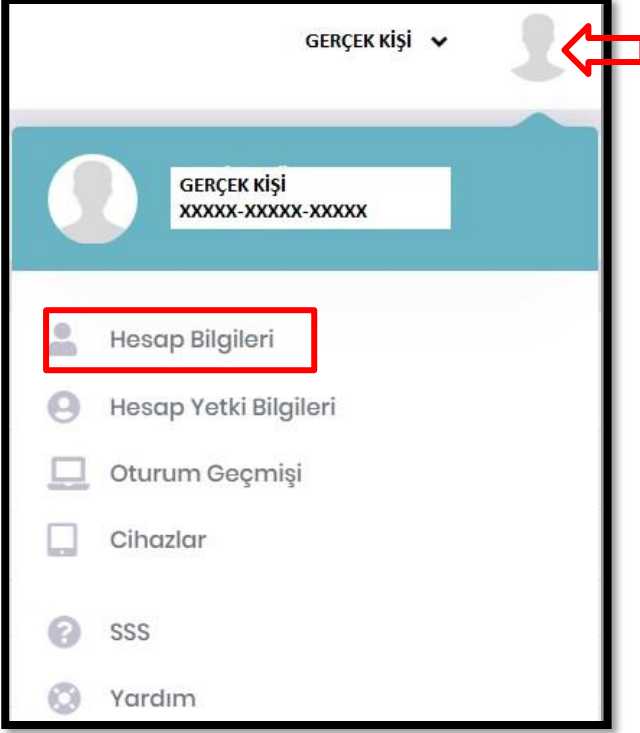 GERÇEK KİŞİ
GERÇEK KİŞİ
XXXXX-XXXXX-XXXXX
Hesap Bilgileri
Hesap Yetki Bilgileri
Oturum Geçmişi
Cihazlar
SSS
Yardım